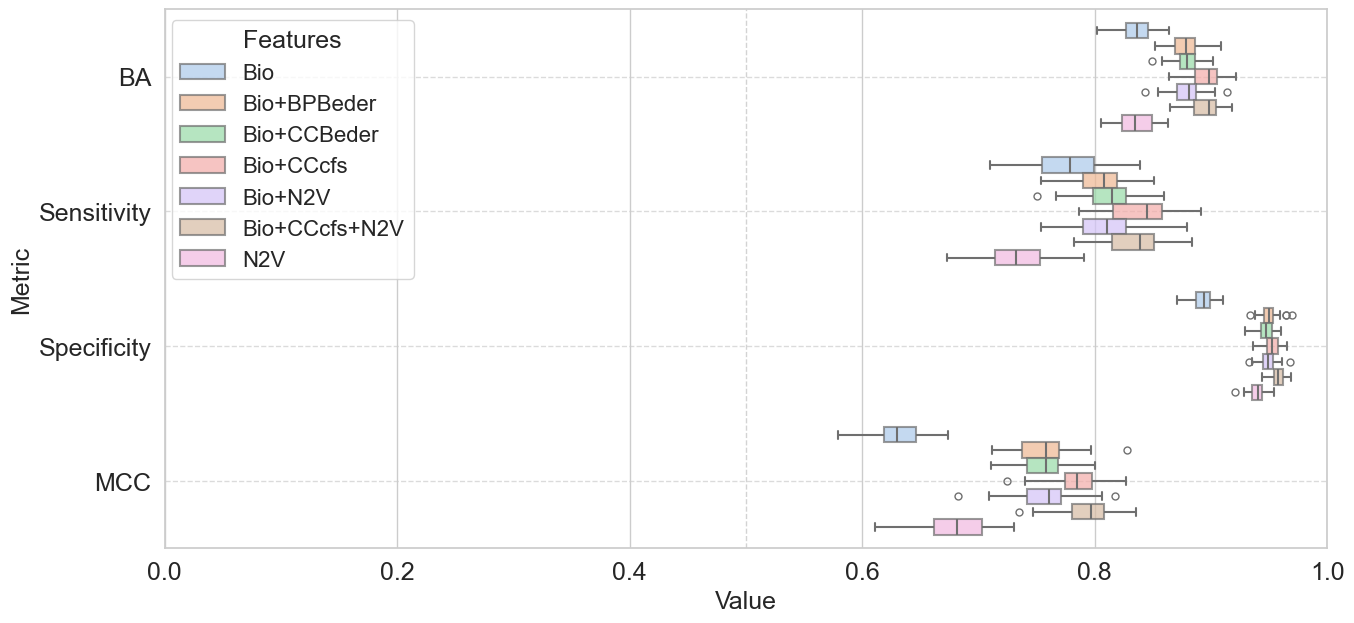 Features
Bio
Bio+BPBeder
Bio+CCBeder
Bio+CCcfs
Bio+N2V
Bio+CCcfs+N2V
N2V
Metric
BA
Sensitivity
Specificity
MCC
0.0 0.2 0.4 0.6 0.8 1.0
Value